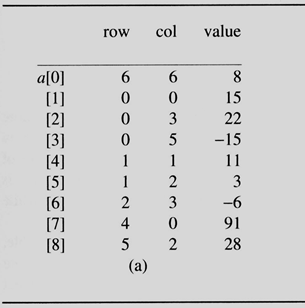 row col value
a[0] 6 6 8
[1] 0 0 15
[2] 0 3 22
[3] 0 5 −15
[4] 1 1 11
[5] 1 2 3
[6] 2 3 −6
[7] 4 0 91
[8] 5 2 28
(a)